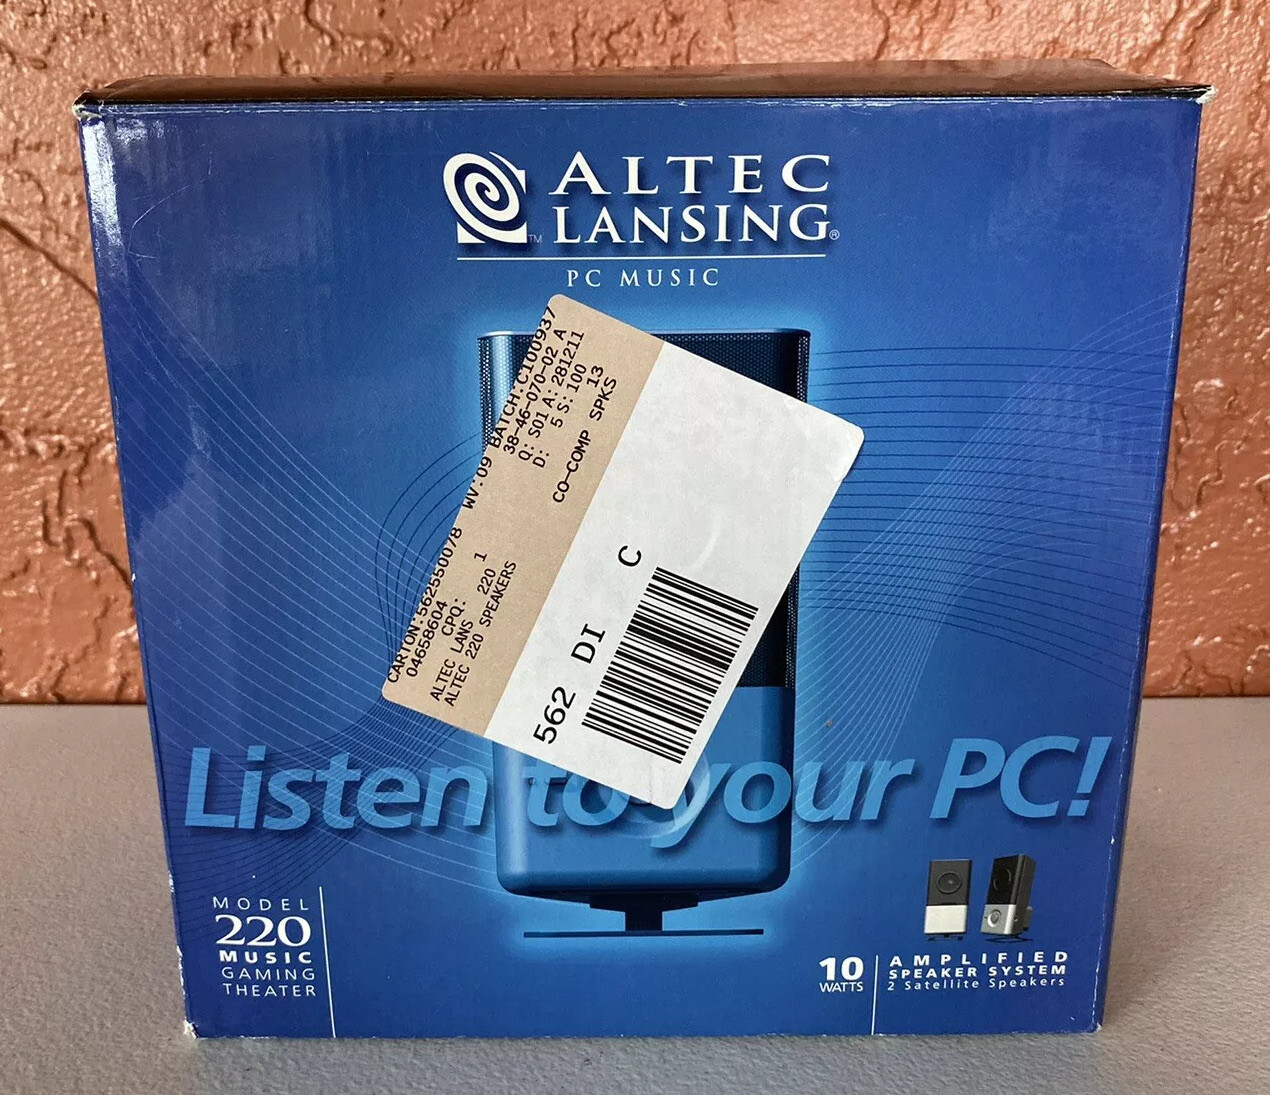 ALTEC
LANSING®
™
PC MUSIC
CARTON:562550078 WV:09 BATCH:C100937
04658604 38-46-070-02 A
CPQ: 1 Q: S01 A: 281211
D: 5 S: 100
ALTEC LANS 220 13
ALTEC 220 SPEAKERS CO-COMP SPKS
562 DI C
Listen to your PC!
MODEL
220
MUSIC
GAMING
THEATER
10
WATTS
AMPLIFIED
SPEAKER SYSTEM
2 Satellite Speakers